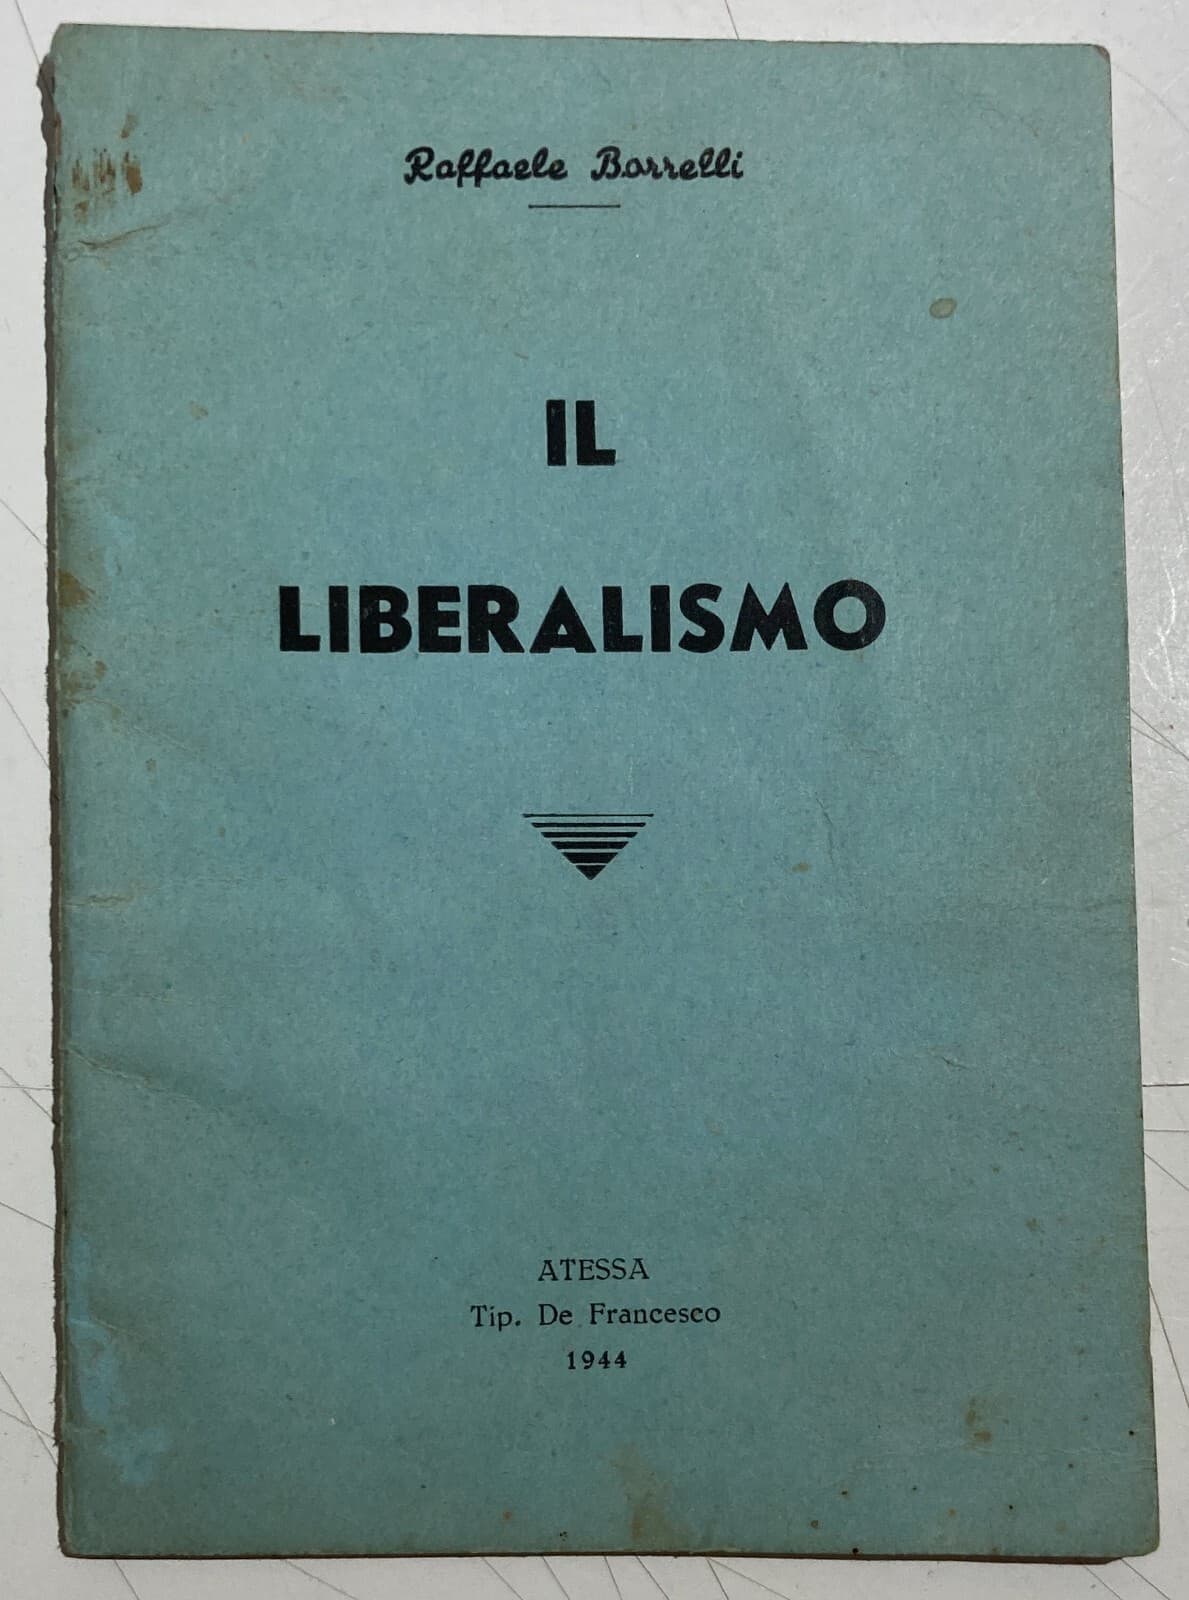 Raffaele Borrelli
IL
LIBERALISMO
ATESSA
Tip. De Francesco
1944